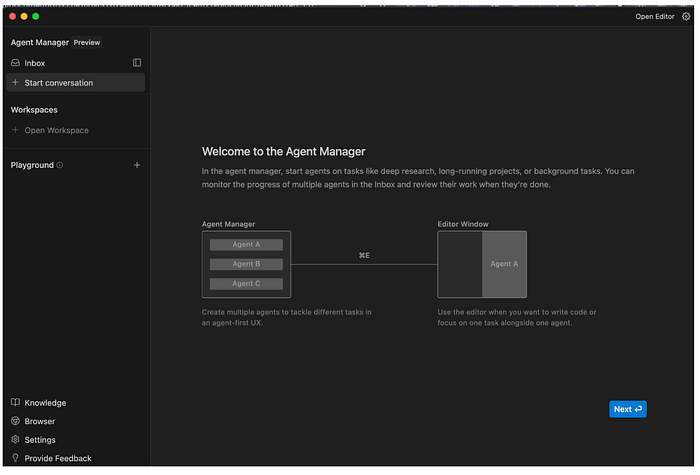 Open Editor
Agent Manager Preview
Inbox
Start conversation
Workspaces
Open Workspace
Playground
Welcome to the Agent Manager
In the agent manager, start agents on tasks like deep research, long-running projects, or background tasks. You can
monitor the progress of multiple agents in the Inbox and review their work when they're done.
Agent Manager
Agent A
Agent B
Agent C
⌘E
Editor Window
Agent A
Create multiple agents to tackle different tasks in
an agent-first UX.
Use the editor when you want to write code or
focus on one task alongside one agent.
Next
Knowledge
Browser
Settings
Provide Feedback